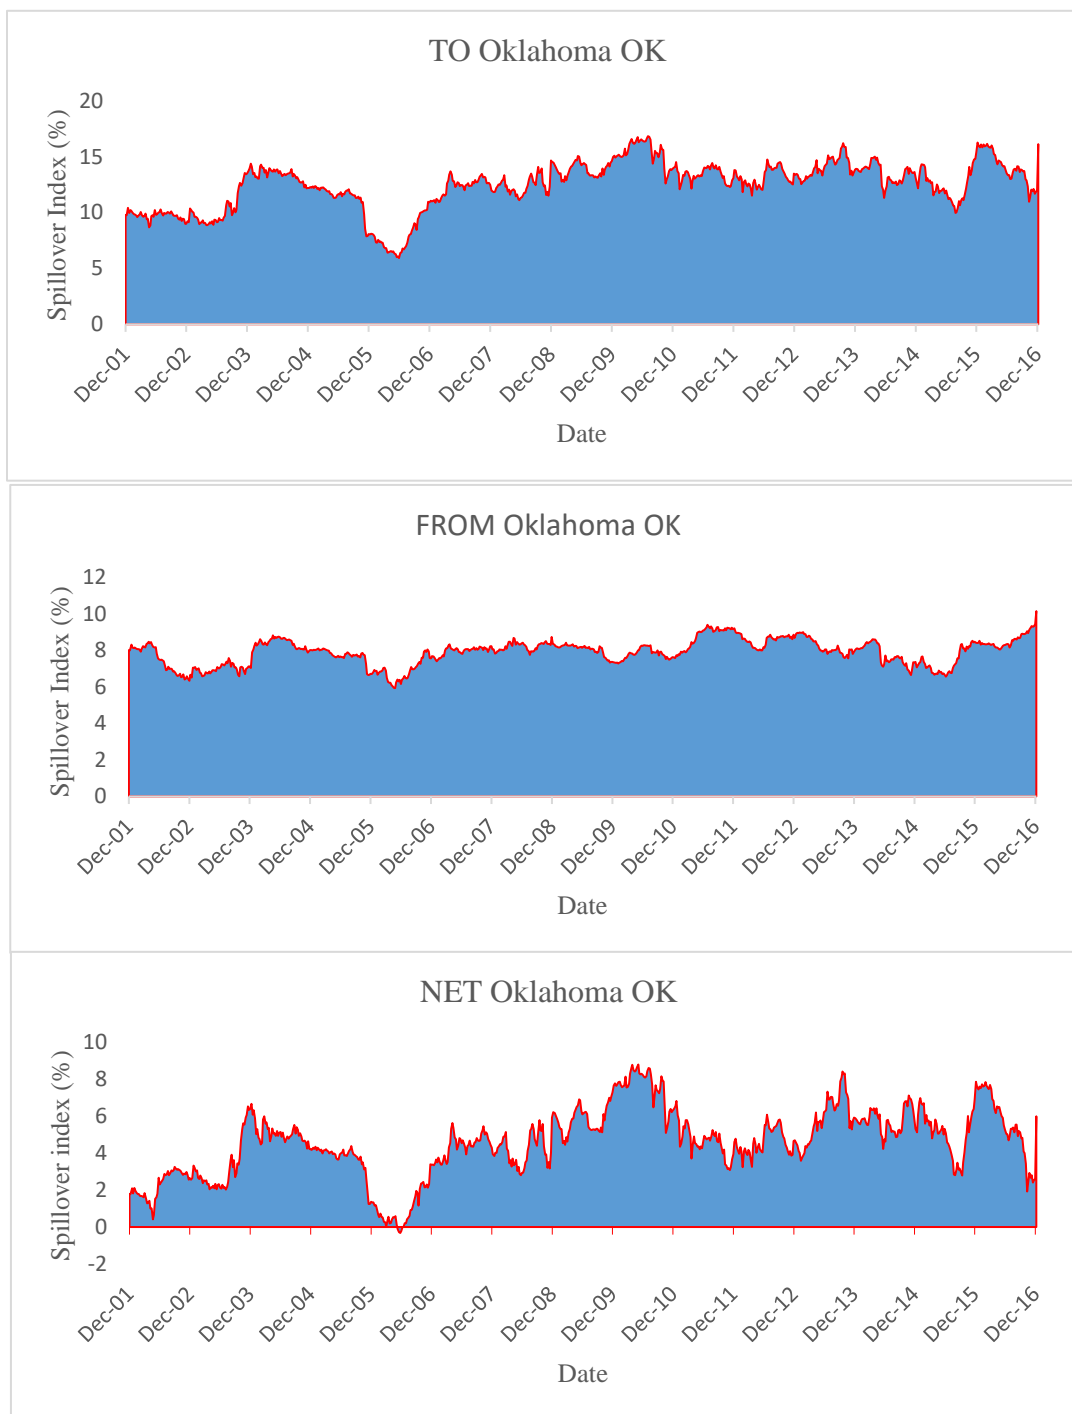 TO Oklahoma OK
Spillover Index (%)
20
15
10
5
0
Dec-01 Dec-02 Dec-03 Dec-04 Dec-05 Dec-06 Dec-07 Dec-08 Dec-09 Dec-10 Dec-11 Dec-12 Dec-13 Dec-14 Dec-15 Dec-16
Date
FROM Oklahoma OK
Spillover Index (%)
12
10
8
6
4
2
0
Dec-01 Dec-02 Dec-03 Dec-04 Dec-05 Dec-06 Dec-07 Dec-08 Dec-09 Dec-10 Dec-11 Dec-12 Dec-13 Dec-14 Dec-15 Dec-16
Date
NET Oklahoma OK
Spillover index (%)
10
8
6
4
2
0
-2
Dec-01 Dec-02 Dec-03 Dec-04 Dec-05 Dec-06 Dec-07 Dec-08 Dec-09 Dec-10 Dec-11 Dec-12 Dec-13 Dec-14 Dec-15 Dec-16
Date